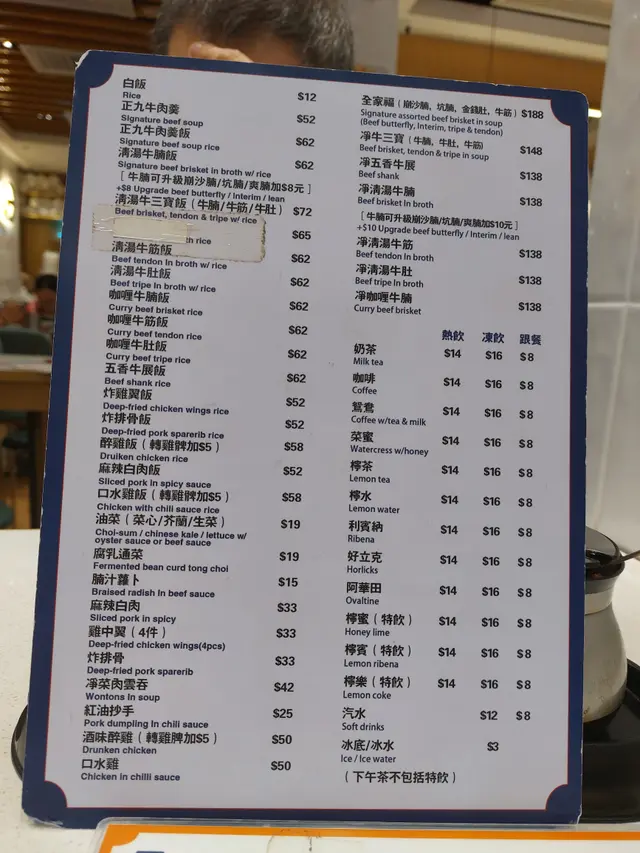 白飯
Rice $12
正九牛肉羹
Signature beef soup $52
正九牛肉羹飯
Signature beef soup rice $62
清湯牛腩飯
Signature beef brisket in broth w/ rice $62
[ 牛腩可升級崩沙腩/坑腩/爽腩加$8元 ]
+$8 Upgrade beef butterfly / Interim / lean
清湯牛三寶飯 ( 牛腩/牛筋/牛肚 ) $72
Beef brisket, tendon & tripe w/ rice
th rice $65
清湯牛筋飯
Beef tendon In broth w/ rice $62
清湯牛肚飯
Beef tripe In broth w/ rice $62
咖喱牛腩飯
Curry beef brisket rice $62
咖喱牛筋飯
Curry beef tendon rice $62
咖喱牛肚飯
Curry beef tripe rice $62
五香牛展飯
Beef shank rice $62
炸雞翼飯
Deep-fried chicken wings rice $52
炸排骨飯
Deep-fried pork sparerib rice $52
醉雞飯 ( 轉雞髀加$5 )
Druiken chicken rice $58
麻辣白肉飯
Sliced pork In spicy sauce $52
口水雞飯 ( 轉雞髀加$5 )
Chicken with chili sauce rice $58
油菜 ( 菜心/芥蘭/生菜 ) $19
Choi-sum / chinese kale / lettuce w/
oyster sauce or beef sauce
腐乳通菜
Fermented bean curd tong choi $19
腩汁蘿卜
Braised radish In beef sauce $15
麻辣白肉
Sliced pork in spicy $33
雞中翼 ( 4件 )
Deep-fried chicken wings(4pcs) $33
炸排骨
Deep-fried pork sparerib $33
凈菜肉雲吞
Wontons In soup $42
紅油抄手
Pork dumpling In chili sauce $25
酒味醉雞 ( 轉雞脾加$5 )
Drunken chicken $50
口水雞
Chicken in chilli sauce $50
全家福 ( 崩沙腩, 坑腩, 金錢肚, 牛筋 ) $188
Signature assorted beef brisket in soup
(Beef butterfly, Interim, tripe & tendon)
凈牛三寶 (牛腩, 牛肚, 牛筋)
Beef brisket, tendon & tripe in soup $148
凈五香牛展
Beef shank $138
凈清湯牛腩
Beef brisket In broth $138
[ 牛腩可升級崩沙腩/坑腩/爽腩加$10元 ]
+$10 Upgrade beef butterfly / Interim / lean
凈清湯牛筋
Beef tendon In broth $138
凈清湯牛肚
Beef tripe In broth $138
凈咖喱牛腩
Curry beef brisket $138
熱飲 凍飲 跟餐
奶茶 $14 $16 $8
Milk tea
咖啡 $14 $16 $8
Coffee
鴛鴦 $14 $16 $8
Coffee w/tea & milk
菜蜜 $14 $16 $8
Watercress w/honey
檸茶 $14 $16 $8
Lemon tea
檸水 $14 $16 $8
Lemon water
利賓納 $14 $16 $8
Ribena
好立克 $14 $16 $8
Horlicks
阿華田 $14 $16 $8
Ovaltine
檸蜜 ( 特飲 ) $14 $16 $8
Honey lime
檸賓 ( 特飲 ) $14 $16 $8
Lemon ribena
檸樂 ( 特飲 ) $14 $16 $8
Lemon coke
汽水 $12 $8
Soft drinks
冰底/冰水 $3
Ice / Ice water
( 下午茶不包括特飲 )